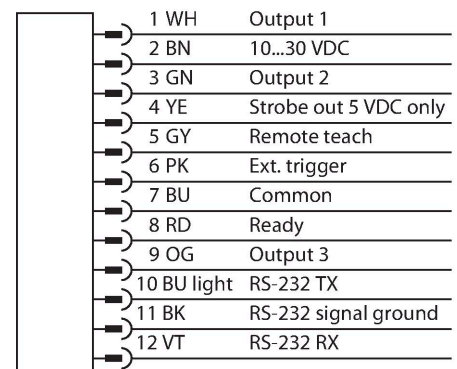 1 WH Output 1
2 BN 10...30 VDC
3 GN Output 2
4 YE Strobe out 5 VDC only
5 GY Remote teach
6 PK Ext. trigger
7 BU Common
8 RD Ready
9 OG Output 3
10 BU light RS-232 TX
11 BK RS-232 signal ground
12 VT RS-232 RX